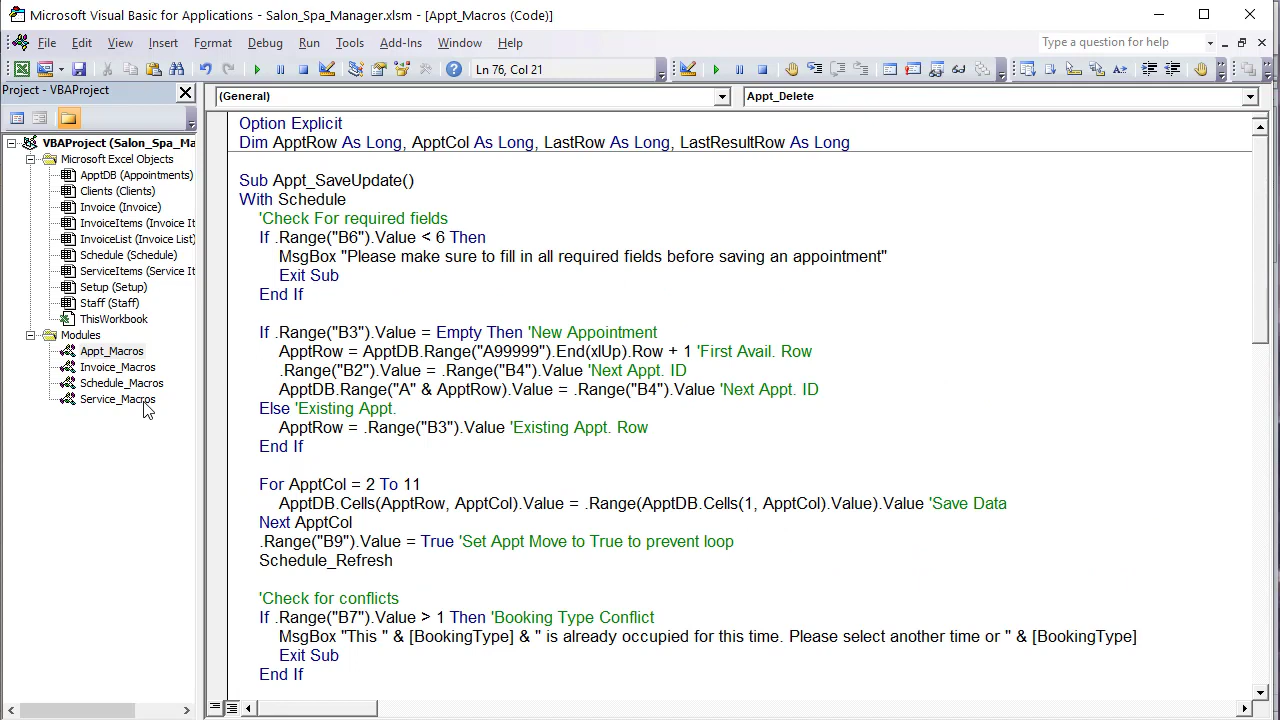 Microsoft Visual Basic for Applications - Salon_Spa_Manager.xlsm - [Appt_Macros (Code)]
File Edit View Insert Format Debug Run Tools Add-Ins Window Help
Type a question for help
Ln 76, Col 21
Project - VBAProject
(General)
Appt_Delete
VBAProject (Salon_Spa_Ma
Microsoft Excel Objects
ApptDB (Appointments)
Clients (Clients)
Invoice (Invoice)
InvoiceItems (Invoice It
InvoiceList (Invoice List)
Schedule (Schedule)
ServiceItems (Service It
Setup (Setup)
Staff (Staff)
ThisWorkbook
Modules
Appt_Macros
Invoice_Macros
Schedule_Macros
Service_Macros
Option Explicit
Dim ApptRow As Long, ApptCol As Long, LastRow As Long, LastResultRow As Long
Sub Appt_SaveUpdate()
With Schedule
'Check For required fields
If .Range("B6").Value < 6 Then
MsgBox "Please make sure to fill in all required fields before saving an appointment"
Exit Sub
End If
If .Range("B3").Value = Empty Then 'New Appointment
ApptRow = ApptDB.Range("A99999").End(xlUp).Row + 1 'First Avail. Row
.Range("B2").Value = .Range("B4").Value 'Next Appt. ID
ApptDB.Range("A" & ApptRow).Value = .Range("B4").Value 'Next Appt. ID
Else 'Existing Appt.
ApptRow = .Range("B3").Value 'Existing Appt. Row
End If
For ApptCol = 2 To 11
ApptDB.Cells(ApptRow, ApptCol).Value = .Range(ApptDB.Cells(1, ApptCol).Value).Value 'Save Data
Next ApptCol
.Range("B9").Value = True 'Set Appt Move to True to prevent loop
Schedule_Refresh
'Check for conflicts
If .Range("B7").Value > 1 Then 'Booking Type Conflict
MsgBox "This " & [BookingType] & " is already occupied for this time. Please select another time or " & [BookingType]
Exit Sub
End If